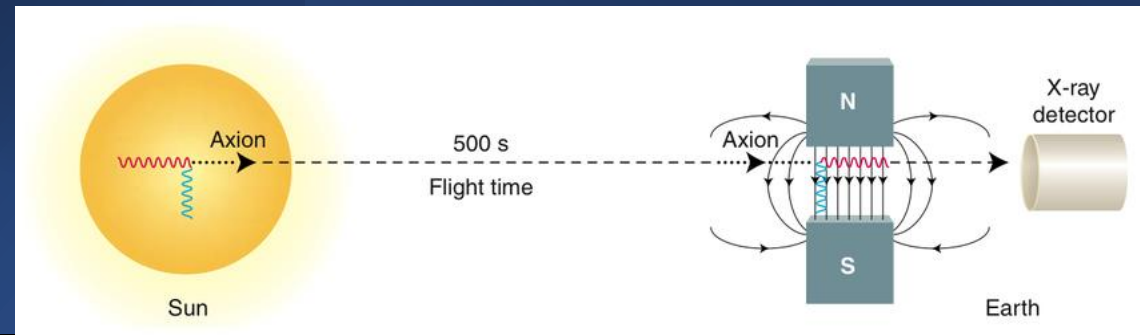 Axion
500 s
Flight time
Sun
Axion
N
S
X-ray
detector
Earth